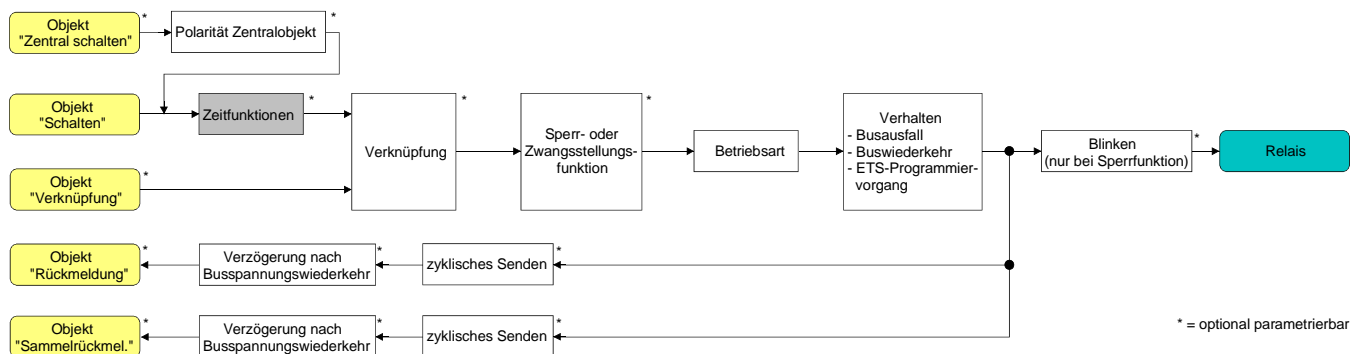 Objekt
"Zentral schalten"
*
Polarität Zentralobjekt
*
Objekt
"Schalten"
*
Zeitfunktionen
*
Verknüpfung
*
Sperr- oder
Zwangsstellungs-
funktion
*
Betriebsart
Verhalten
- Busausfall
- Buswiederkehr
- ETS-Programmier-
vorgang
Blinken
(nur bei Sperrfunktion)
*
Relais
Objekt
"Verknüpfung"
*
Objekt
"Rückmeldung"
*
Verzögerung nach
Busspannungswiederkehr
*
zyklisches Senden
*
Objekt
"Sammelrückmel."
*
Verzögerung nach
Busspannungswiederkehr
*
zyklisches Senden
*
* = optional parametrierbar